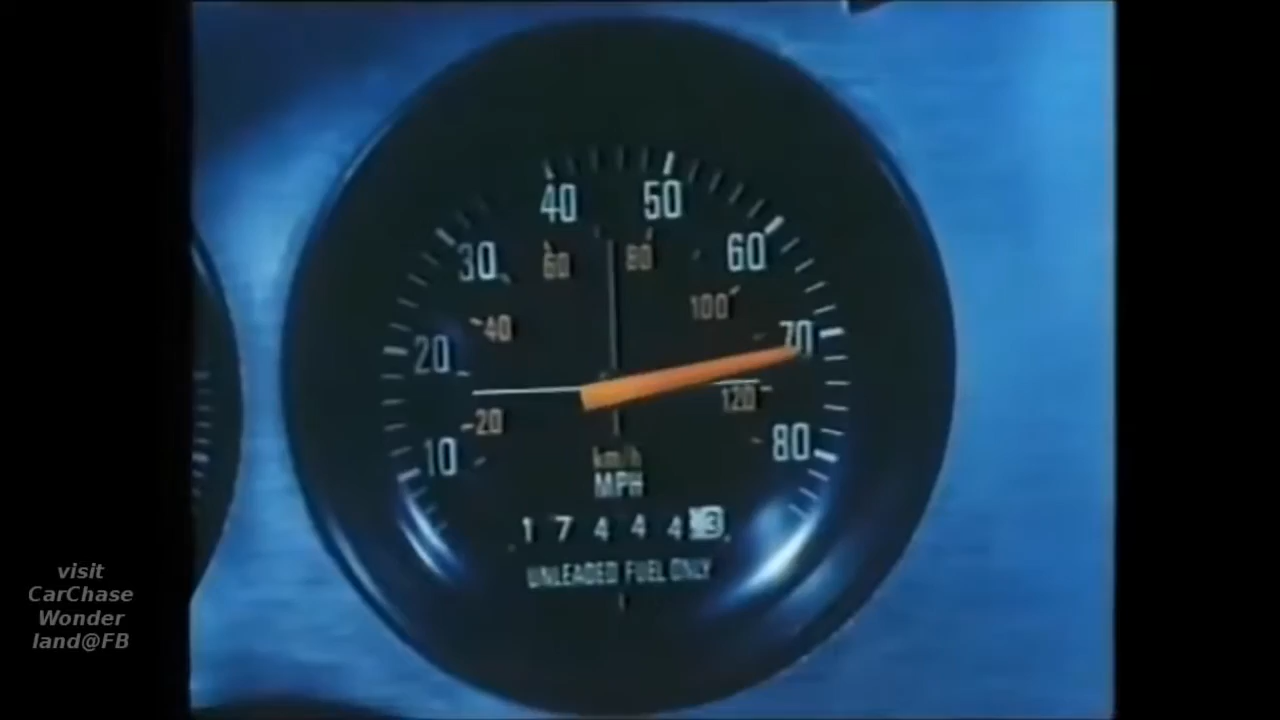 40 50
30 60
60 80
100
40
20 70
120
20
10 80
km/h
MPH
1 7 4 4 4 3
UNLEADED FUEL ONLY
visit
CarChase
Wonder
land@FB